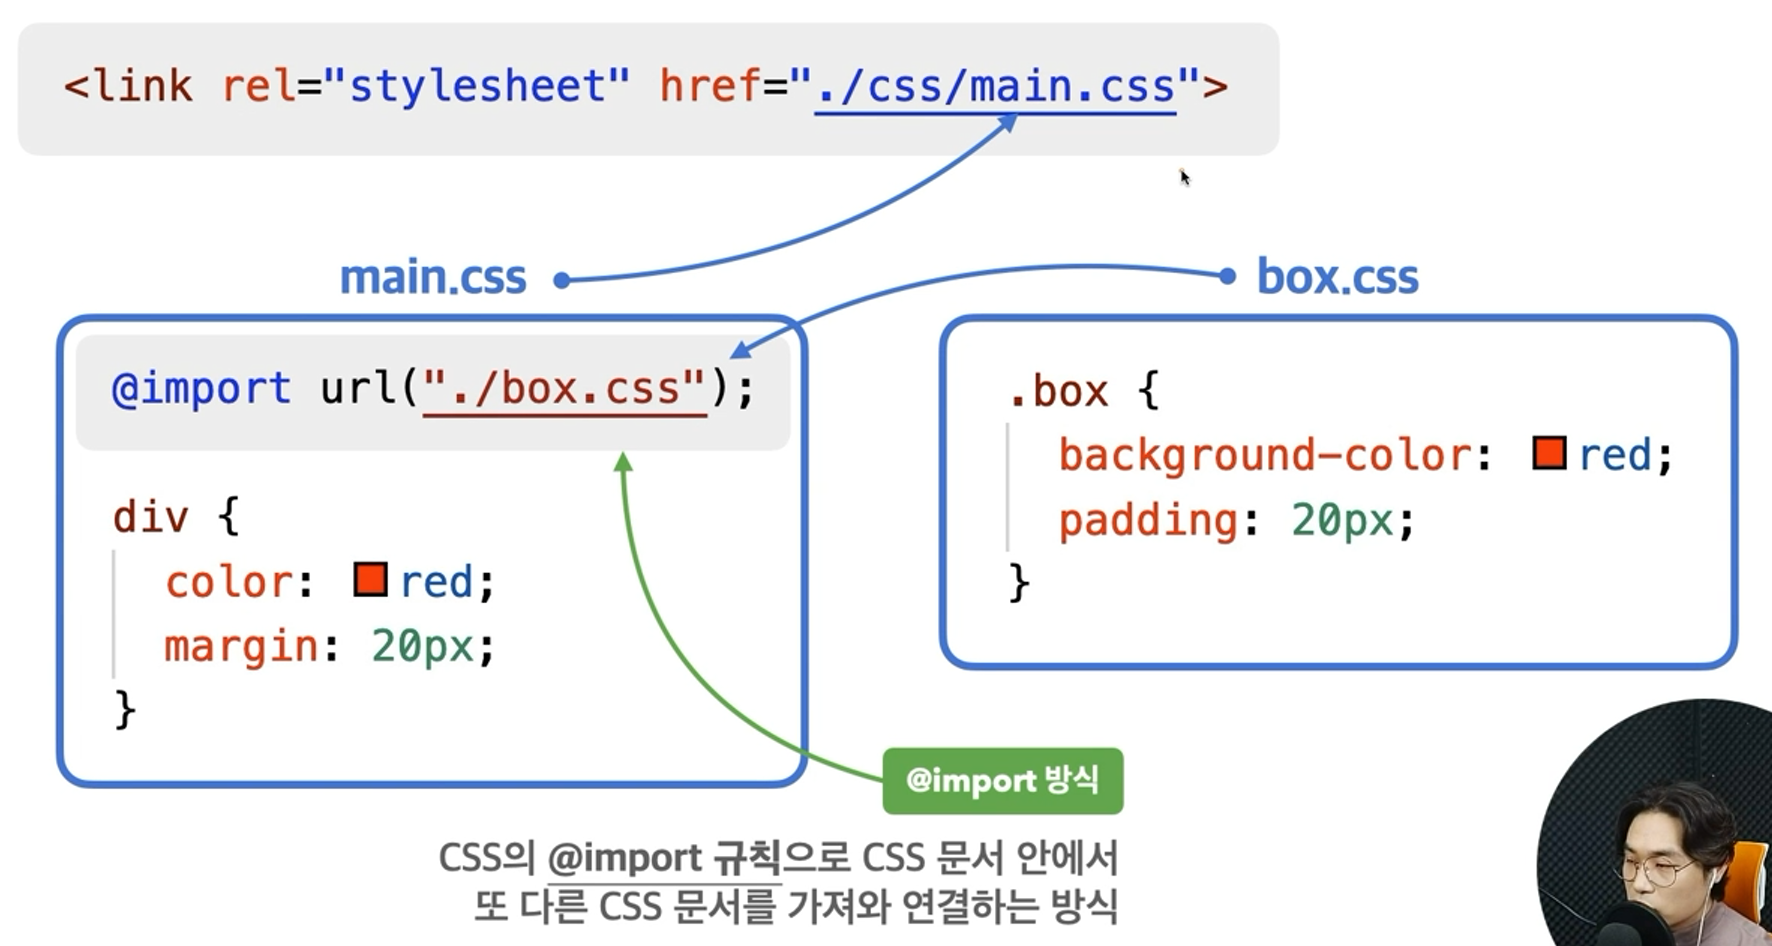 <link rel="stylesheet" href="./css/main.css">
main.css
@import url("./box.css");
div {
color: red;
margin: 20px;
}
box.css
.box {
background-color: red;
padding: 20px;
}
@import 방식
CSS의 @import 규칙으로 CSS 문서 안에서
또 다른 CSS 문서를 가져와 연결하는 방식